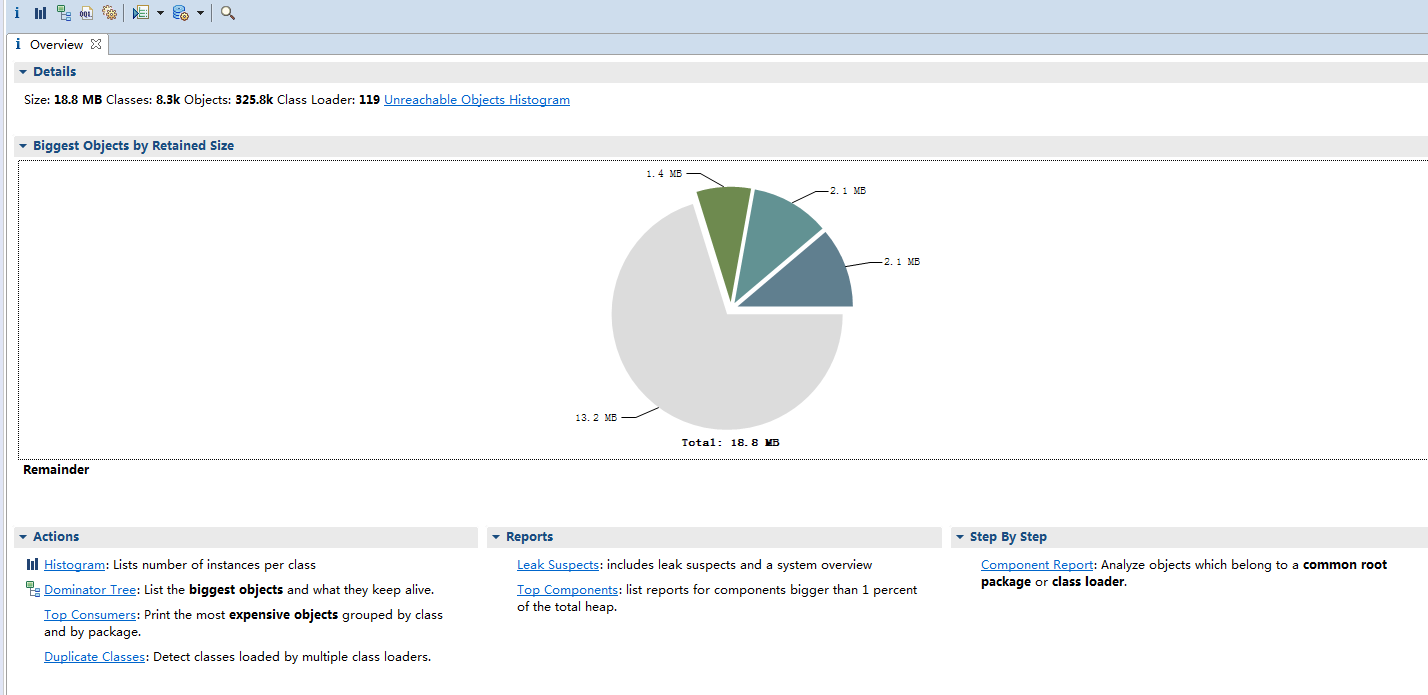 i OQL
i Overview
Details
Size: 18.8 MB Classes: 8.3k Objects: 325.8k Class Loader: 119 Unreachable Objects Histogram
Biggest Objects by Retained Size
1.4 MB
2.1 MB
2.1 MB
13.2 MB
Total: 18.8 MB
Remainder
Actions
Histogram: Lists number of instances per class
Dominator Tree: List the biggest objects and what they keep alive.
Top Consumers: Print the most expensive objects grouped by class
and by package.
Duplicate Classes: Detect classes loaded by multiple class loaders.
Reports
Leak Suspects: includes leak suspects and a system overview
Top Components: list reports for components bigger than 1 percent
of the total heap.
Step By Step
Component Report: Analyze objects which belong to a common root
package or class loader.